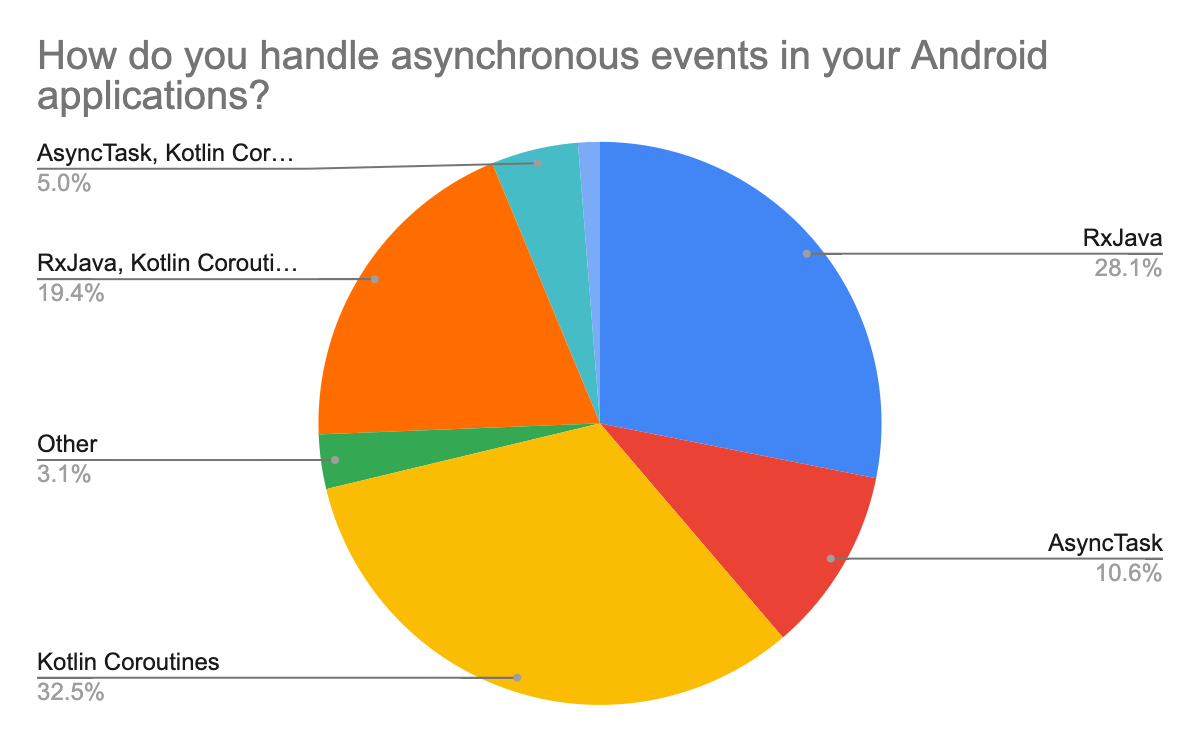 How do you handle asynchronous events in your Android
applications?
AsyncTask, Kotlin Cor…
5.0%
RxJava, Kotlin Corouti…
19.4%
Other
3.1%
Kotlin Coroutines
32.5%
RxJava
28.1%
AsyncTask
10.6%